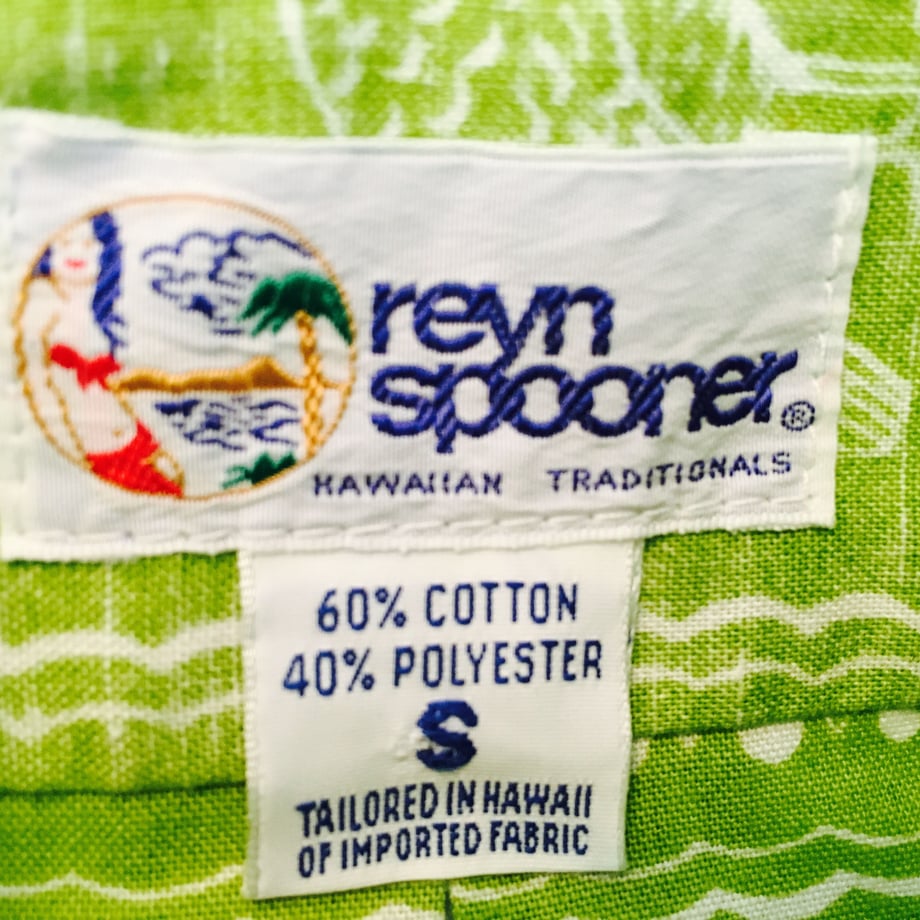 reyn
spooner®
HAWAIIAN TRADITIONALS
60% COTTON
40% POLYESTER
S
TAILORED IN HAWAII
OF IMPORTED FABRIC